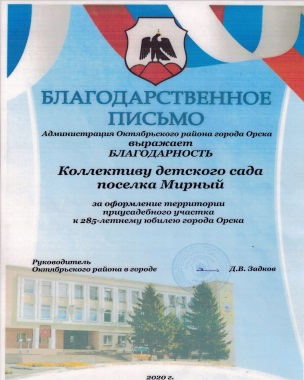 БЛАГОДАРСТВЕННОЕ
ПИСЬМО
Администрация Октябрьского района города Орска
выражает
БЛАГОДАРНОСТЬ
Коллективу детского сада
поселка Мирный
за оформление территории
приусадебного участка
к 285-летнему юбилею города Орска
Руководитель
Октябрьского района в городе
Д.В. Задков
2020 г.